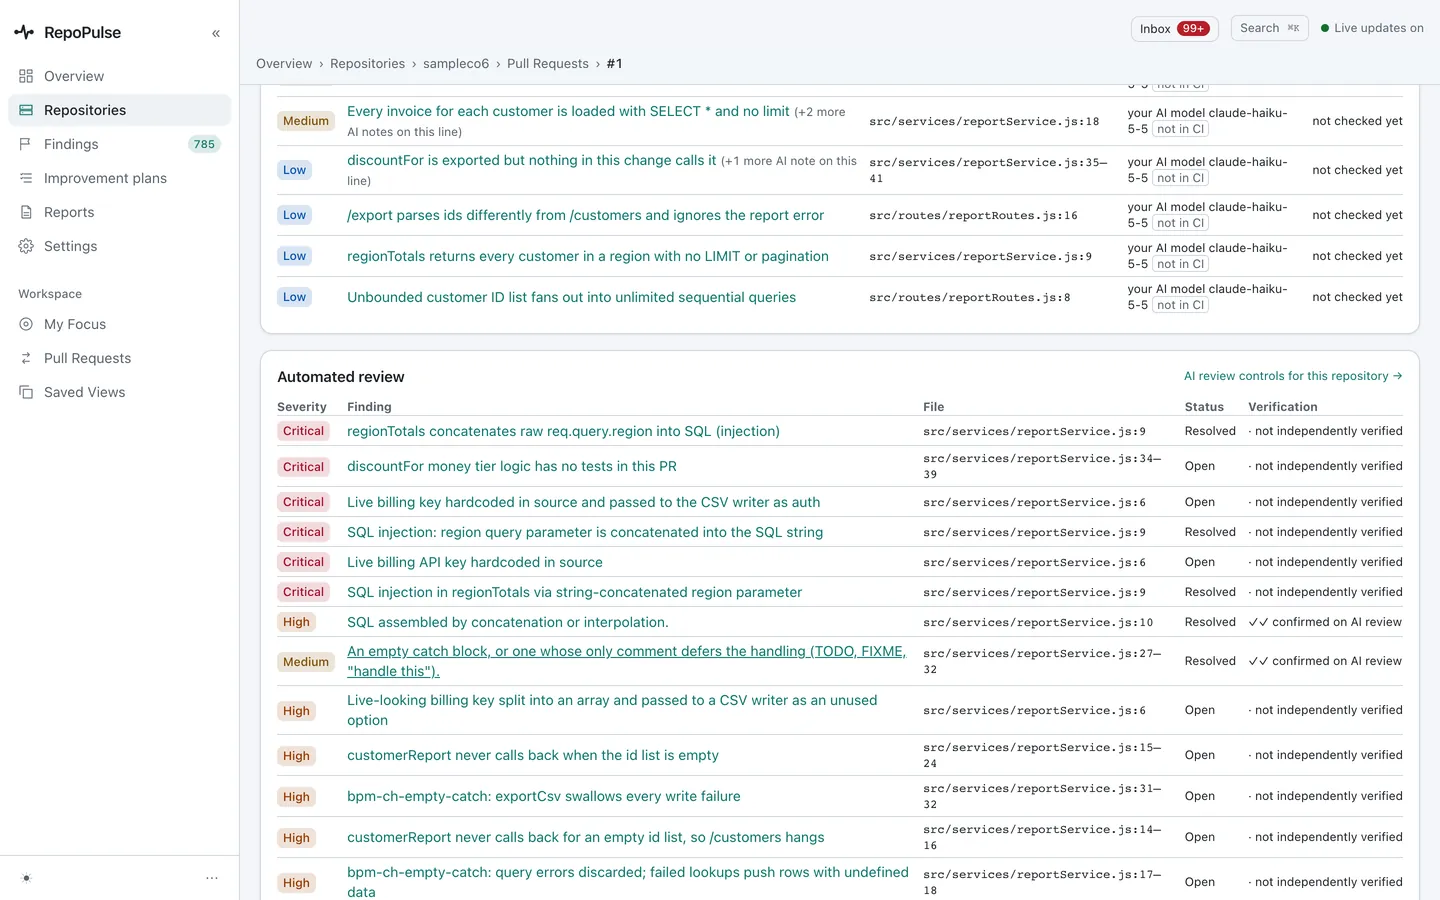 RepoPulse
«
Overview
Repositories
Findings 785
Improvement plans
Reports
Settings
Workspace
My Focus
Pull Requests
Saved Views
...
Inbox 99+
Search ⌘K
Live updates on
Overview › Repositories › sampleco6 › Pull Requests › #1
5-5 not in CI
Medium Every invoice for each customer is loaded with SELECT * and no limit (+2 more
AI notes on this line)
src/services/reportService.js:18
your AI model claude-haiku-
5-5 not in CI
not checked yet
Low discountFor is exported but nothing in this change calls it (+1 more AI note on this
line)
src/services/reportService.js:35–
41
your AI model claude-haiku-
5-5 not in CI
not checked yet
Low /export parses ids differently from /customers and ignores the report error
src/routes/reportRoutes.js:16
your AI model claude-haiku-
5-5 not in CI
not checked yet
Low regionTotals returns every customer in a region with no LIMIT or pagination
src/services/reportService.js:9
your AI model claude-haiku-
5-5 not in CI
not checked yet
Low Unbounded customer ID list fans out into unlimited sequential queries
src/routes/reportRoutes.js:8
your AI model claude-haiku-
5-5 not in CI
not checked yet
Automated review
AI review controls for this repository →
Severity Finding File Status Verification
Critical regionTotals concatenates raw req.query.region into SQL (injection) src/services/reportService.js:9 Resolved · not independently verified
Critical discountFor money tier logic has no tests in this PR src/services/reportService.js:34–
39
Open · not independently verified
Critical Live billing key hardcoded in source and passed to the CSV writer as auth src/services/reportService.js:6 Open · not independently verified
Critical SQL injection: region query parameter is concatenated into the SQL string src/services/reportService.js:9 Resolved · not independently verified
Critical Live billing API key hardcoded in source src/services/reportService.js:6 Open · not independently verified
Critical SQL injection in regionTotals via string-concatenated region parameter src/services/reportService.js:9 Resolved · not independently verified
High SQL assembled by concatenation or interpolation. src/services/reportService.js:10 Resolved ✓✓ confirmed on AI review
Medium An empty catch block, or one whose only comment defers the handling (TODO, FIXME,
"handle this").
src/services/reportService.js:27–
32
Resolved ✓✓ confirmed on AI review
High Live-looking billing key split into an array and passed to a CSV writer as an unused
option
src/services/reportService.js:6 Open · not independently verified
High customerReport never calls back when the id list is empty src/services/reportService.js:15–
24
Open · not independently verified
High bpm-ch-empty-catch: exportCsv swallows every write failure src/services/reportService.js:31–
32
Open · not independently verified
High customerReport never calls back for an empty id list, so /customers hangs src/services/reportService.js:14–
16
Open · not independently verified
High bpm-ch-empty-catch: query errors discarded; failed lookups push rows with undefined
data
src/services/reportService.js:17–
18
Open · not independently verified